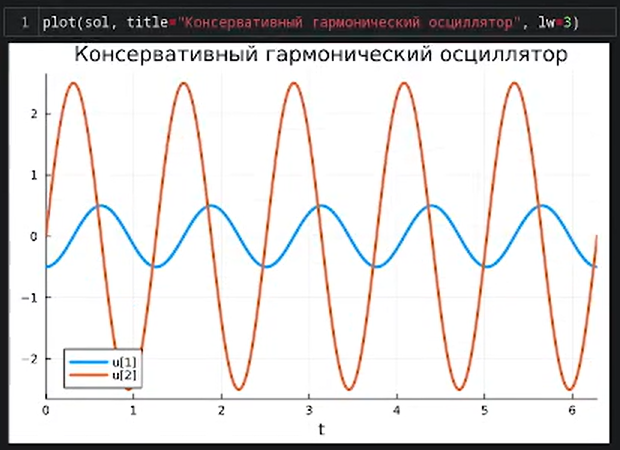 1 plot(sol, title="Консервативный гармонический осциллятор", lw=3)
Консервативный гармонический осциллятор
2
1
0
−1
−2
u[1]
u[2]
0 1 2 3 4 5 6
t